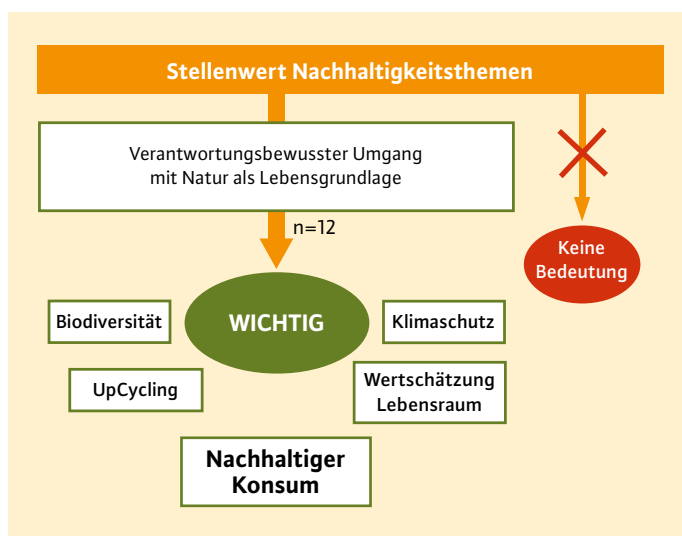 Stellenwert Nachhaltigkeitsthemen
Verantwortungsbewusster Umgang
mit Natur als Lebensgrundlage
n=12
Keine
Bedeutung
WICHTIG
Biodiversität
Klimaschutz
UpCycling
Wertschätzung
Lebensraum
Nachhaltiger
Konsum